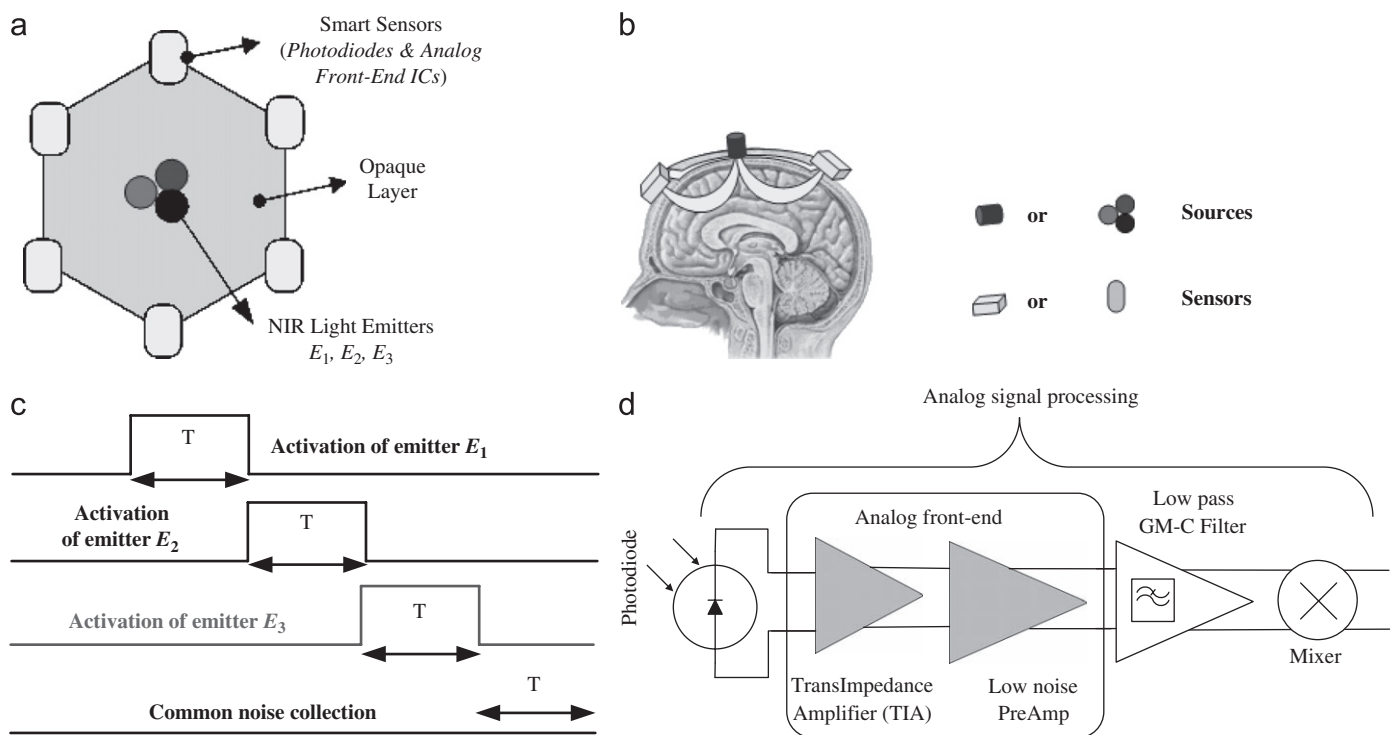 a
Smart Sensors
(Photodiodes & Analog
Front-End ICs)
Opaque
Layer
NIR Light Emitters
E1, E2, E3
b
or
Sources
or
Sensors
c
T
Activation of emitter E1
Activation
of emitter E2
T
Activation of emitter E3
T
Common noise collection
T
d
Analog signal processing
Photodiode
Analog front-end
TransImpedance
Amplifier (TIA)
Low noise
PreAmp
Low pass
GM-C Filter
Mixer